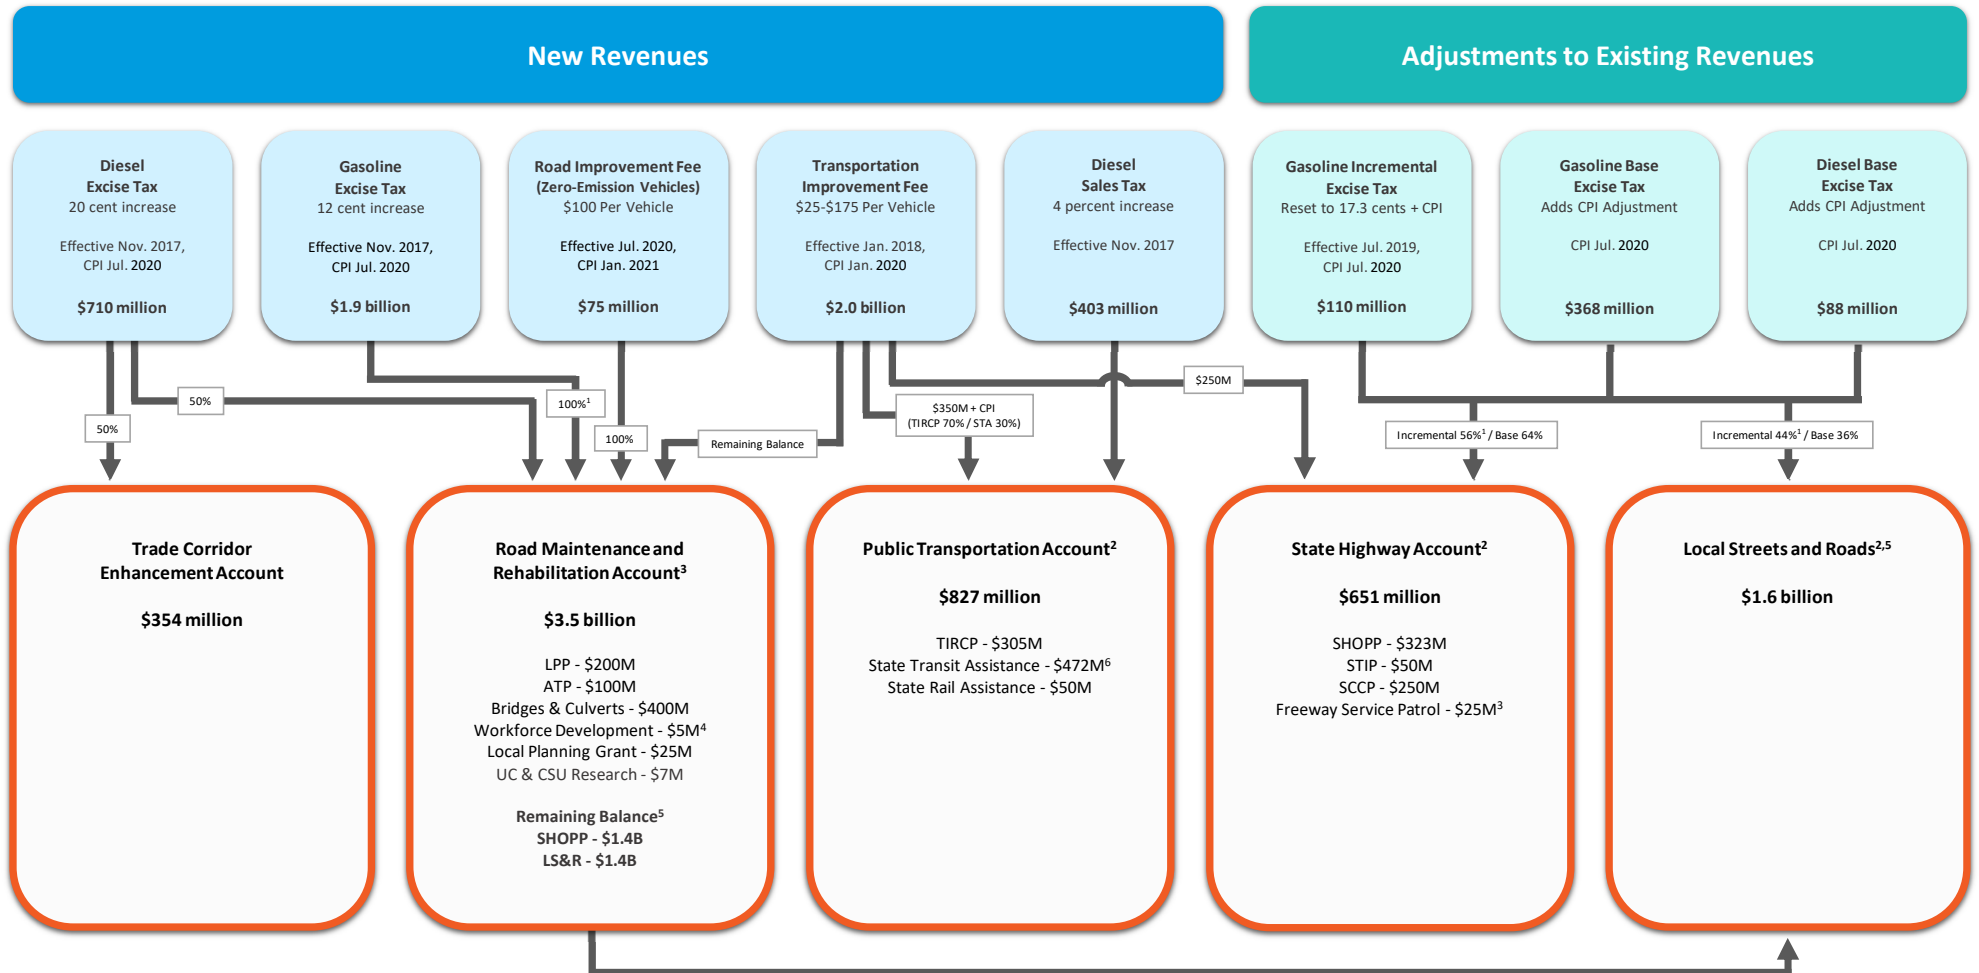 New Revenues
Adjustments to Existing Revenues
Diesel
Excise Tax
20 cent increase
Effective Nov. 2017,
CPI Jul. 2020
$710 million
Gasoline
Excise Tax
12 cent increase
Effective Nov. 2017,
CPI Jul. 2020
$1.9 billion
Road Improvement Fee
(Zero-Emission Vehicles)
$100 Per Vehicle
Effective Jul. 2020,
CPI Jan. 2021
$75 million
Transportation
Improvement Fee
$25-$175 Per Vehicle
Effective Jan. 2018,
CPI Jan. 2020
$2.0 billion
Diesel
Sales Tax
4 percent increase
Effective Nov. 2017
$403 million
Gasoline Incremental
Excise Tax
Reset to 17.3 cents + CPI
Effective Jul. 2019,
CPI Jul. 2020
$110 million
Gasoline Base
Excise Tax
Adds CPI Adjustment
CPI Jul. 2020
$368 million
Diesel Base
Excise Tax
Adds CPI Adjustment
CPI Jul. 2020
$88 million
50%
50%
100%¹
100%
Remaining Balance
$350M + CPI
(TIRCP 70% / STA 30%)
$250M
Incremental 56%¹ / Base 64%
Incremental 44%¹ / Base 36%
Trade Corridor
Enhancement Account
$354 million
Road Maintenance and
Rehabilitation Account³
$3.5 billion
LPP - $200M
ATP - $100M
Bridges & Culverts - $400M
Workforce Development - $5M⁴
Local Planning Grant - $25M
UC & CSU Research - $7M
Remaining Balance⁵
SHOPP - $1.4B
LS&R - $1.4B
Public Transportation Account²
$827 million
TIRCP - $305M
State Transit Assistance - $472M⁶
State Rail Assistance - $50M
State Highway Account²
$651 million
SHOPP - $323M
STIP - $50M
SCCP - $250M
Freeway Service Patrol - $25M³
Local Streets and Roads²,⁵
$1.6 billion